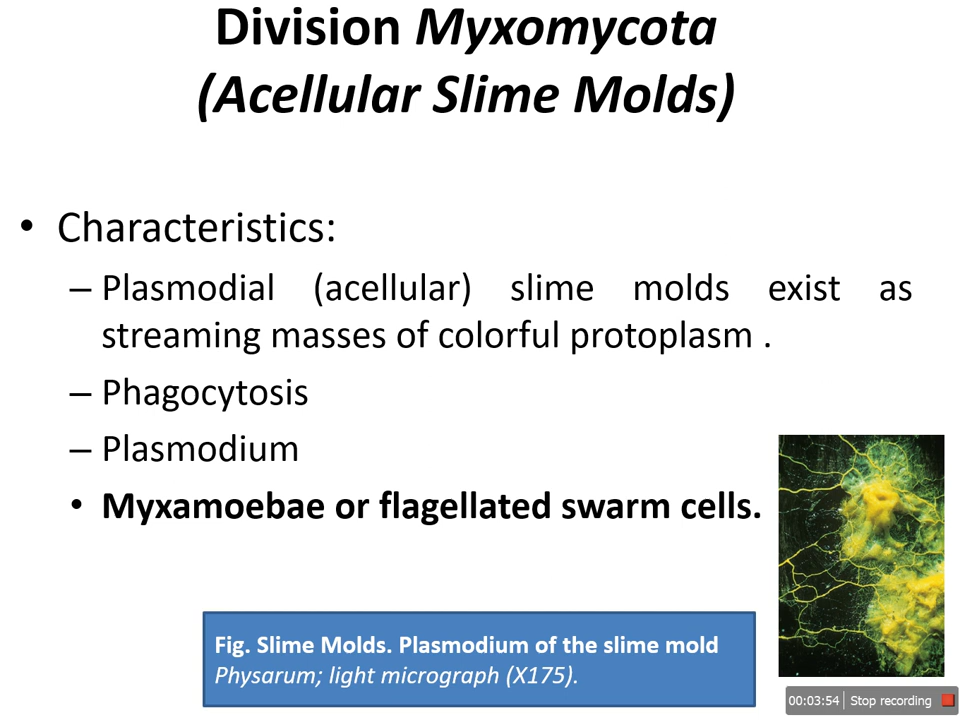 Division Myxomycota
(Acellular Slime Molds)
• Characteristics:
– Plasmodial (acellular) slime molds exist as
streaming masses of colorful protoplasm .
– Phagocytosis
– Plasmodium
• Myxamoebae or flagellated swarm cells.
Fig. Slime Molds. Plasmodium of the slime mold
Physarum; light micrograph (X175).
00:03:54 Stop recording